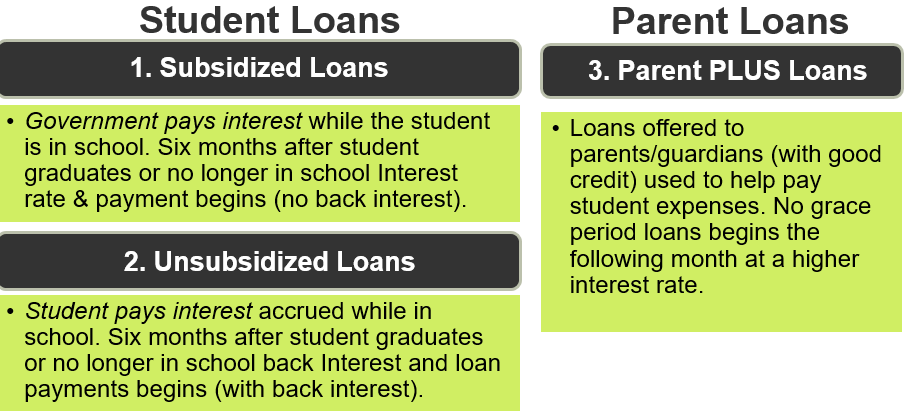 Student Loans
1. Subsidized Loans
• Government pays interest while the student
is in school. Six months after student
graduates or no longer in school Interest
rate & payment begins (no back interest).
2. Unsubsidized Loans
• Student pays interest accrued while in
school. Six months after student graduates
or no longer in school back Interest and loan
payments begins (with back interest).
Parent Loans
3. Parent PLUS Loans
• Loans offered to
parents/guardians (with good
credit) used to help pay
student expenses. No grace
period loans begins the
following month at a higher
interest rate.